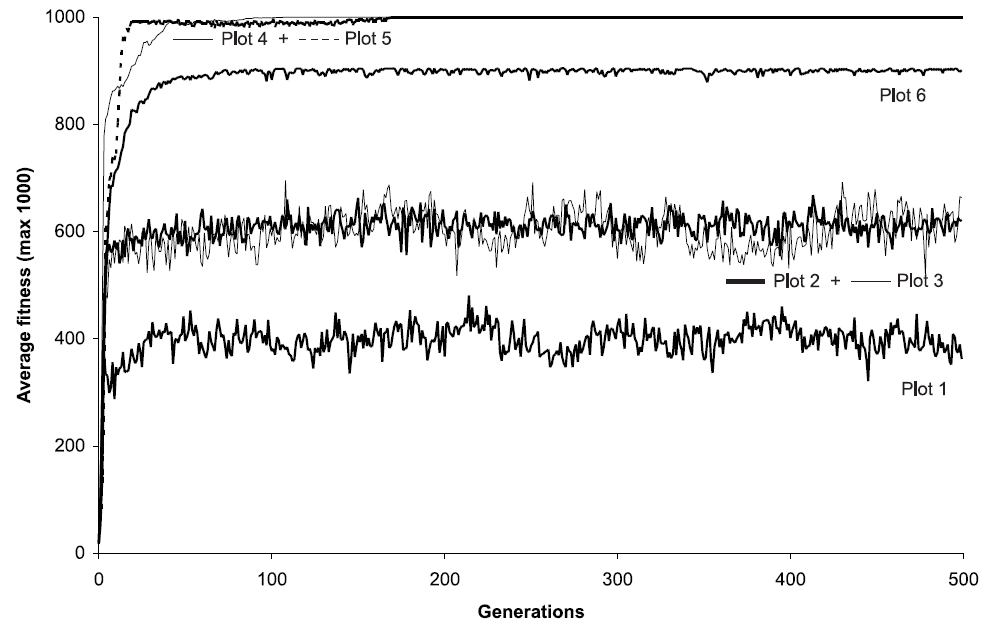 1000
Plot 4 + Plot 5
Plot 6
800
Average fitness (max 1000)
600
Plot 2 + Plot 3
400
Plot 1
200
0
0 100 200 300 400 500
Generations